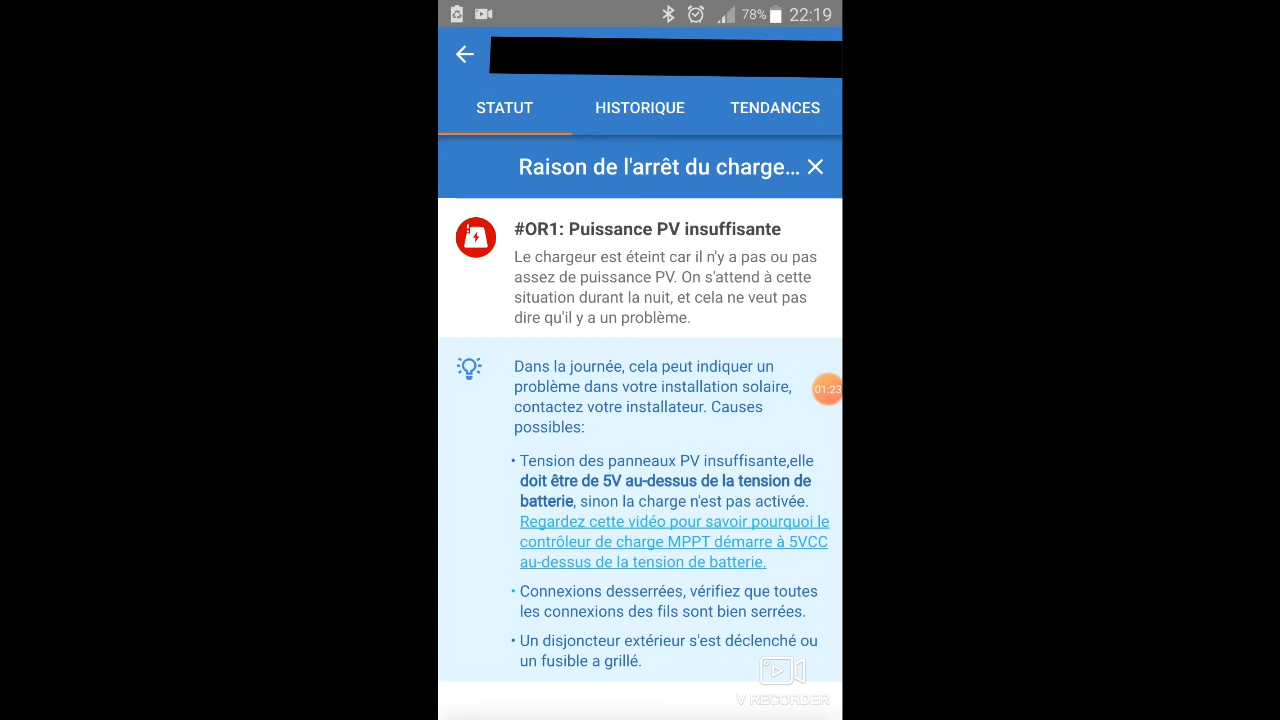 78% 22:19
STATUT HISTORIQUE TENDANCES
Raison de l'arrêt du charge...
#OR1: Puissance PV insuffisante
Le chargeur est éteint car il n'y a pas ou pas
assez de puissance PV. On s'attend à cette
situation durant la nuit, et cela ne veut pas
dire qu'il y a un problème.
Dans la journée, cela peut indiquer un
problème dans votre installation solaire,
01:23
contactez votre installateur. Causes
possibles:
• Tension des panneaux PV insuffisante,elle
doit être de 5V au-dessus de la tension de
batterie, sinon la charge n'est pas activée.
Regardez cette vidéo pour savoir pourquoi le
contrôleur de charge MPPT démarre à 5VCC
au-dessus de la tension de batterie.
• Connexions desserrées, vérifiez que toutes
les connexions des fils sont bien serrées.
• Un disjoncteur extérieur s'est déclenché ou
un fusible a grillé.
V RECORDER